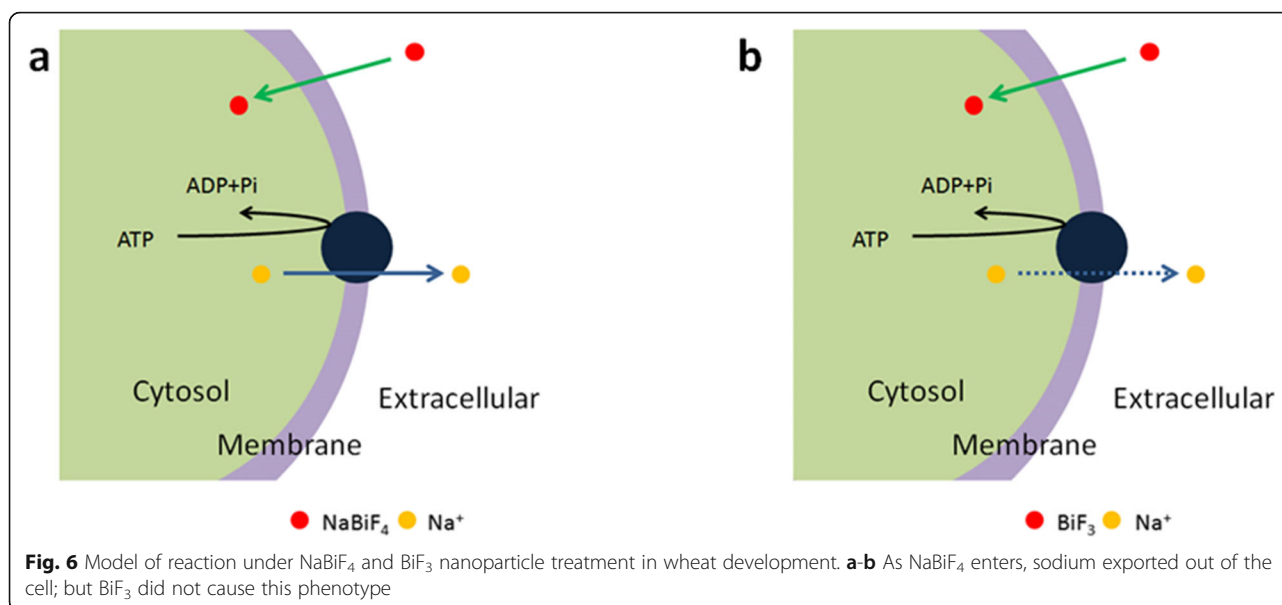 a
ADP+Pi
ATP
Cytosol
Extracellular
Membrane
NaBiF₄ Na⁺
b
ADP+Pi
ATP
Cytosol
Extracellular
Membrane
BiF₃ Na⁺
Fig. 6 Model of reaction under NaBiF₄ and BiF₃ nanoparticle treatment in wheat development. a-b As NaBiF₄ enters, sodium exported out of the
cell; but BiF₃ did not cause this phenotype